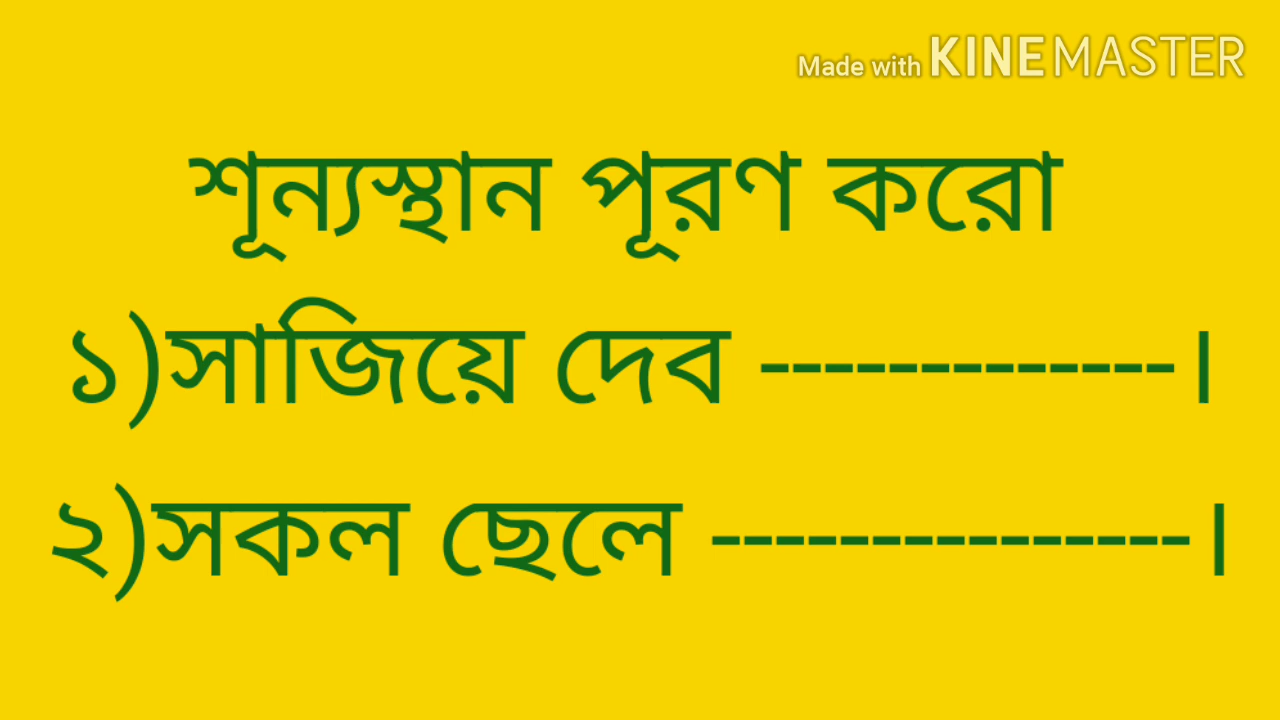 Made with KINEMASTER
শূন্যস্থান পূরণ করো
১)সাজিয়ে দেব -------------।
২)সকল ছেলে ---------------।